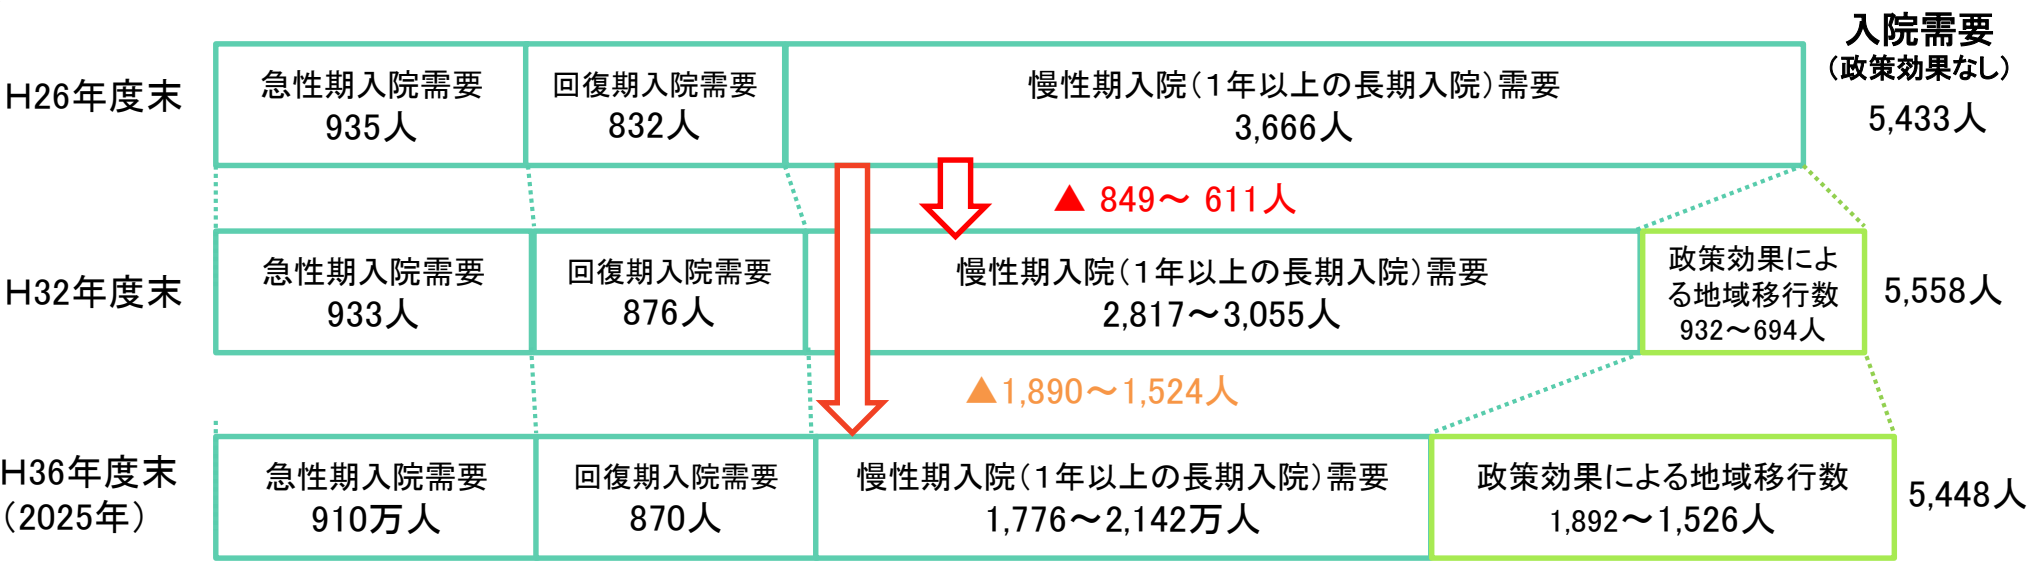 入院需要
（政策効果なし）
H26年度末
急性期入院需要
935人
回復期入院需要
832人
慢性期入院（１年以上の長期入院）需要
3,666人
5,433人
▲ 849～ 611人
H32年度末
急性期入院需要
933人
回復期入院需要
876人
慢性期入院（１年以上の長期入院）需要
2,817～3,055人
政策効果によ
る地域移行数
932～694人
5,558人
▲1,890～1,524人
H36年度末
（2025年）
急性期入院需要
910万人
回復期入院需要
870人
慢性期入院（１年以上の長期入院）需要
1,776～2,142万人
政策効果による地域移行数
1,892～1,526人
5,448人